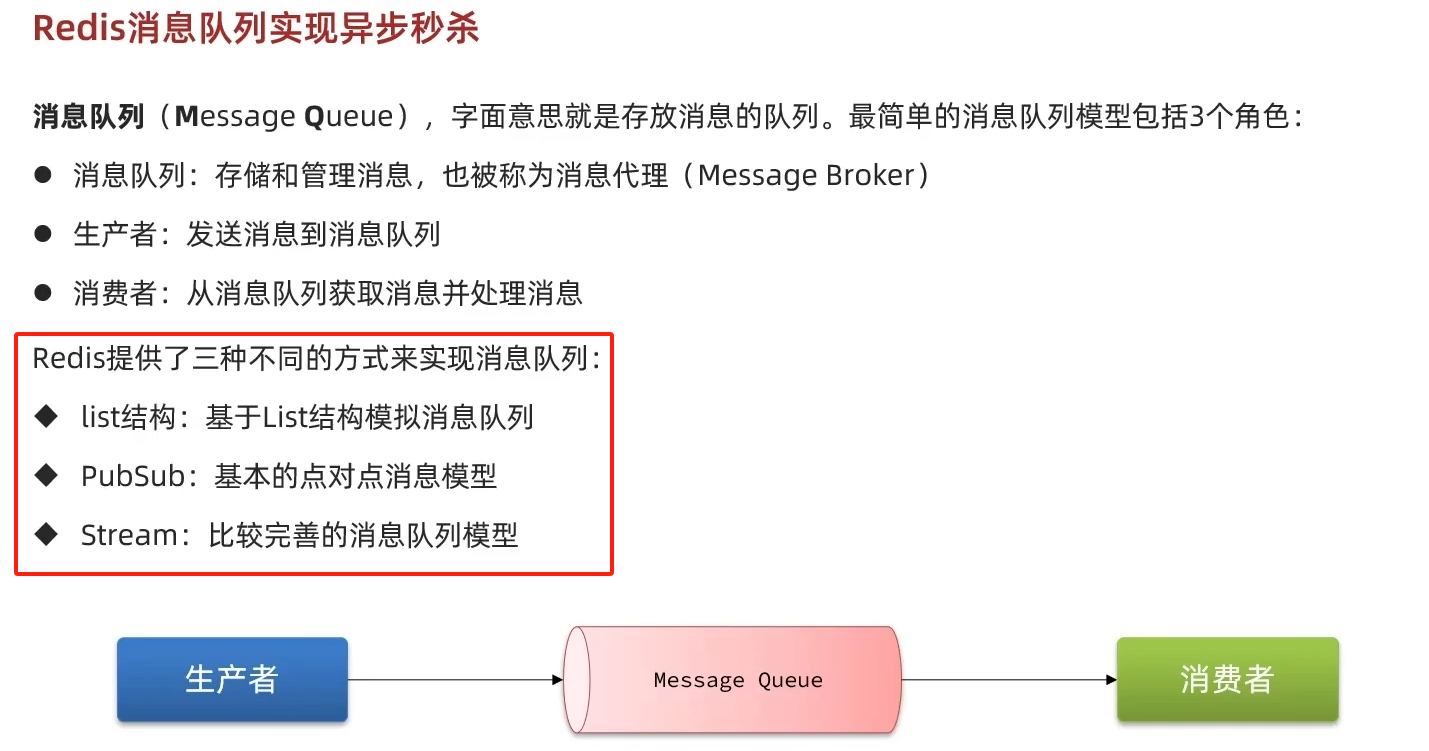 Redis消息队列实现异步秒杀
消息队列（Message Queue），字面意思就是存放消息的队列。最简单的消息队列模型包括3个角色：
● 消息队列：存储和管理消息，也被称为消息代理（Message Broker）
● 生产者：发送消息到消息队列
● 消费者：从消息队列获取消息并处理消息
Redis提供了三种不同的方式来实现消息队列：
◆ list结构：基于List结构模拟消息队列
◆ PubSub：基本的点对点消息模型
◆ Stream：比较完善的消息队列模型
生产者
Message Queue
消费者